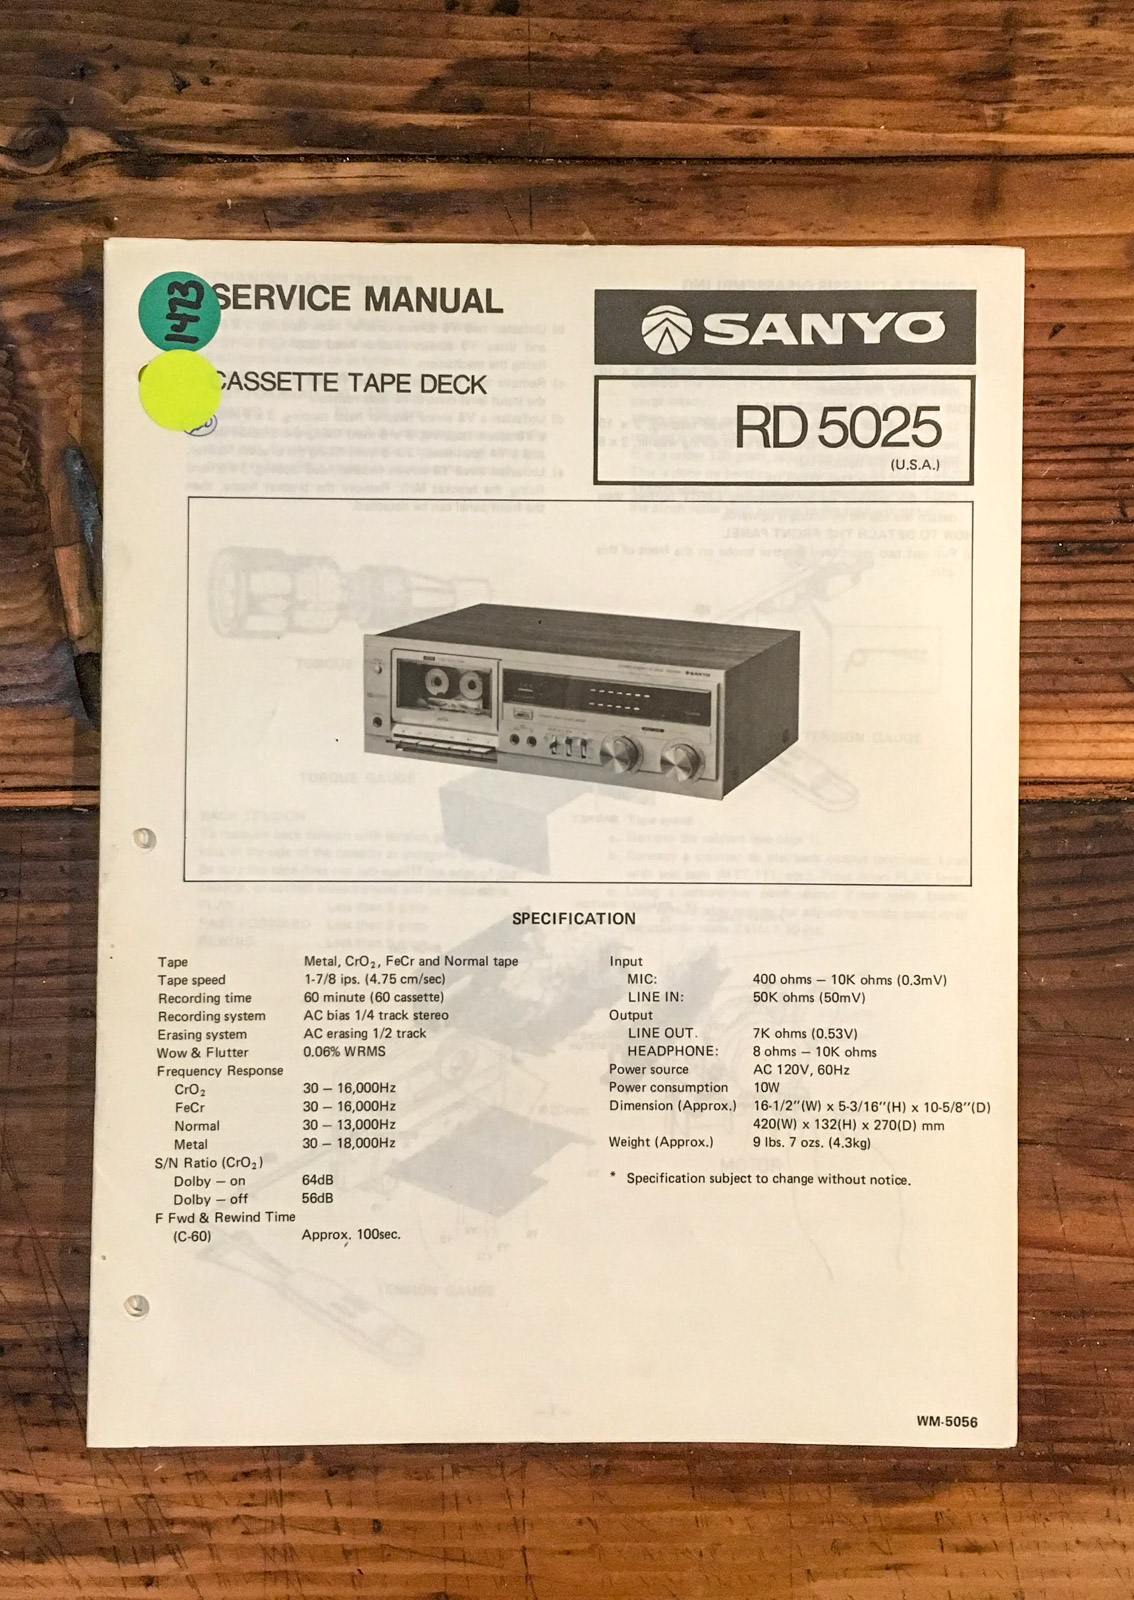 1473
SERVICE MANUAL
CASSETTE TAPE DECK
SANYO
RD 5025
(U.S.A.)
SANYO
SPECIFICATION
Tape Metal, CrO2, FeCr and Normal tape
Tape speed 1-7/8 ips. (4.75 cm/sec)
Recording time 60 minute (60 cassette)
Recording system AC bias 1/4 track stereo
Erasing system AC erasing 1/2 track
Wow & Flutter 0.06% WRMS
Frequency Response
CrO2 30 – 16,000Hz
FeCr 30 – 16,000Hz
Normal 30 – 13,000Hz
Metal 30 – 18,000Hz
S/N Ratio (CrO2)
Dolby – on 64dB
Dolby – off 56dB
F Fwd & Rewind Time
(C-60) Approx. 100sec.
Input
MIC: 400 ohms – 10K ohms (0.3mV)
LINE IN: 50K ohms (50mV)
Output
LINE OUT. 7K ohms (0.53V)
HEADPHONE: 8 ohms – 10K ohms
Power source AC 120V, 60Hz
Power consumption 10W
Dimension (Approx.) 16-1/2’’(W) x 5-3/16’’(H) x 10-5/8’’(D)
420(W) x 132(H) x 270(D) mm
Weight (Approx.) 9 lbs. 7 ozs. (4.3kg)
* Specification subject to change without notice.
WM-5056